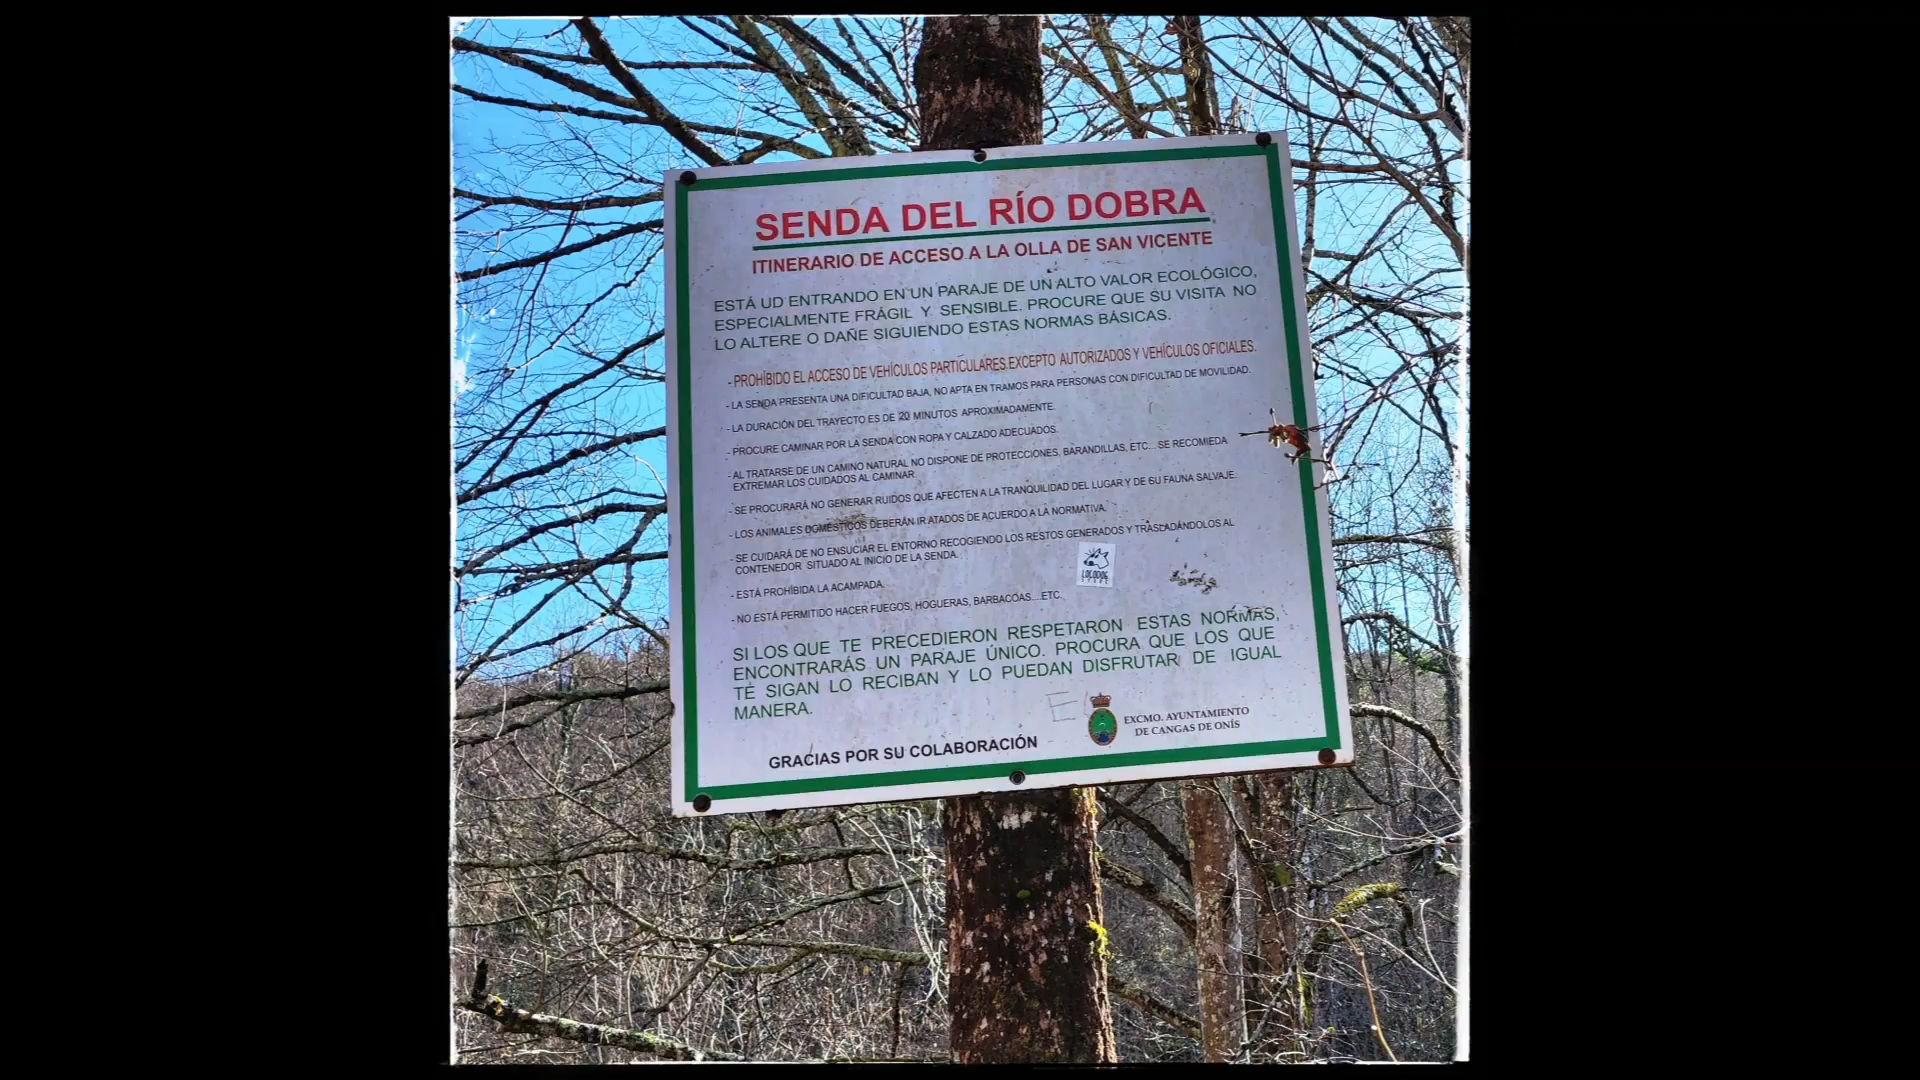 SENDA DEL RÍO DOBRA
ITINERARIO DE ACCESO A LA OLLA DE SAN VICENTE
ESTÁ UD ENTRANDO EN UN PARAJE DE UN ALTO VALOR ECOLÓGICO,
ESPECIALMENTE FRÁGIL Y SENSIBLE. PROCURE QUE SU VISITA NO
LO ALTERE O DAÑE SIGUIENDO ESTAS NORMAS BÁSICAS.
- PROHÍBIDO EL ACCESO DE VEHÍCULOS PARTICULARES EXCEPTO AUTORIZADOS Y VEHÍCULOS OFICIALES.
- LA SENDA PRESENTA UNA DIFICULTAD BAJA, NO APTA EN TRAMOS PARA PERSONAS CON DIFICULTAD DE MOVILIDAD.
- LA DURACIÓN DEL TRAYECTO ES DE 20 MINUTOS APROXIMADAMENTE.
- PROCURE CAMINAR POR LA SENDA CON ROPA Y CALZADO ADECUADOS.
- AL TRATARSE DE UN CAMINO NATURAL NO DISPONE DE PROTECCIONES, BARANDILLAS, ETC... SE RECOMIEDA
EXTREMAR LOS CUIDADOS AL CAMINAR.
- SE PROCURARÁ NO GENERAR RUIDOS QUE AFECTEN A LA TRANQUILIDAD DEL LUGAR Y DE SU FAUNA SALVAJE.
- LOS ANIMALES DOMÉSTICOS DEBERÁN IR ATADOS DE ACUERDO A LA NORMATIVA.
- SE CUIDARÁ DE NO ENSUCIAR EL ENTORNO RECOGIENDO LOS RESTOS GENERADOS Y TRASLADÁNDOLOS AL
CONTENEDOR SITUADO AL INICIO DE LA SENDA.
- ESTÁ PROHÍBIDA LA ACAMPADA.
- NO ESTÁ PERMITIDO HACER FUEGOS, HOGUERAS, BARBACOAS....ETC.
LOCODOG
STORE
SI LOS QUE TE PRECEDIERON RESPETARON ESTAS NORMAS,
ENCONTRARÁS UN PARAJE ÚNICO. PROCURA QUE LOS QUE
TE SIGAN LO RECIBAN Y LO PUEDAN DISFRUTAR DE IGUAL
MANERA.
EXCMO. AYUNTAMIENTO
DE CANGAS DE ONÍS
GRACIAS POR SU COLABORACIÓN